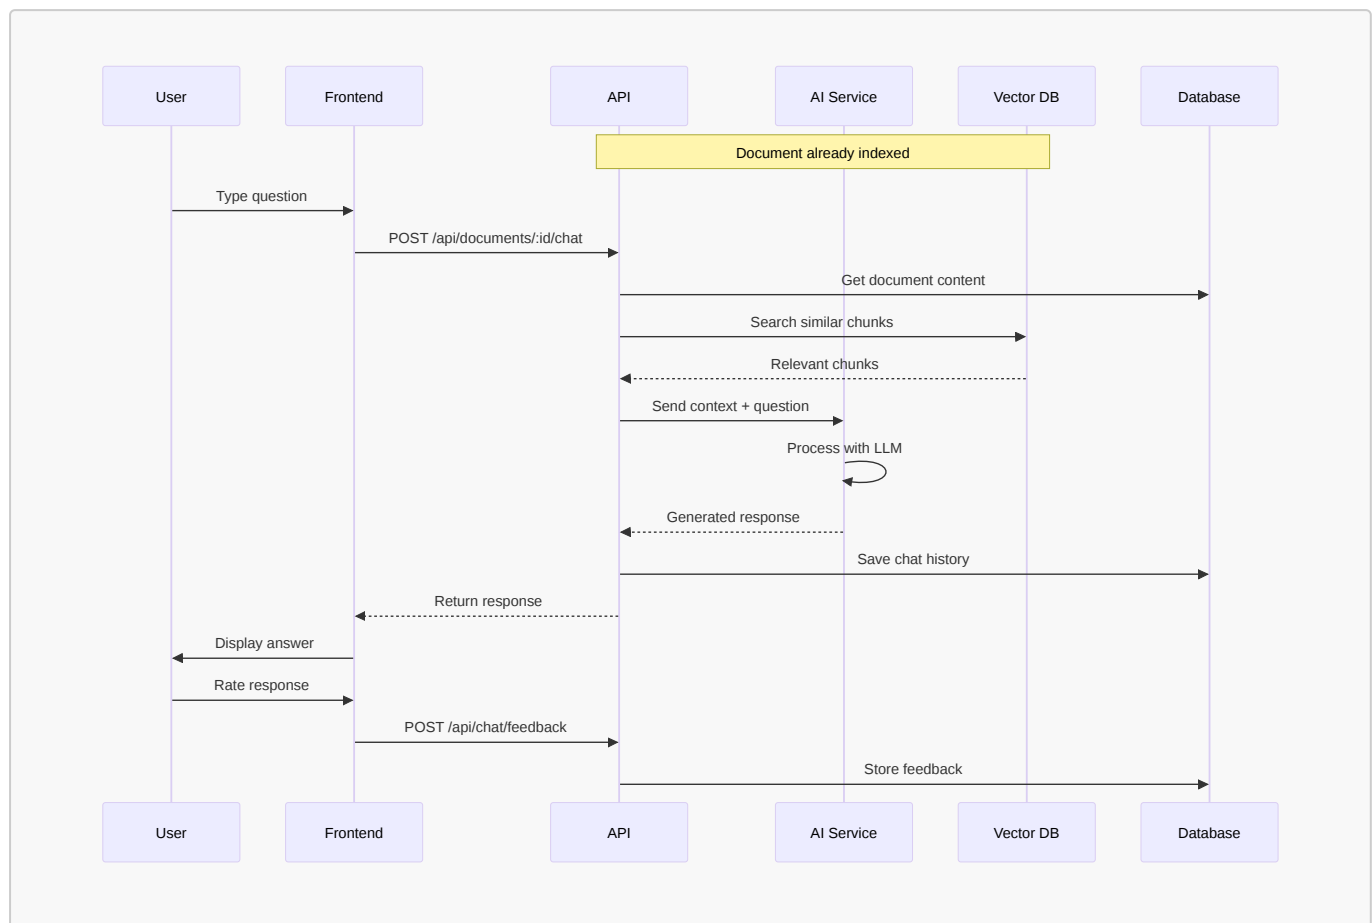 User
Frontend
API
AI Service
Vector DB
Database
Document already indexed
Type question
POST /api/documents/:id/chat
Get document content
Search similar chunks
Relevant chunks
Send context + question
Process with LLM
Generated response
Save chat history
Return response
Display answer
Rate response
POST /api/chat/feedback
Store feedback
User
Frontend
API
AI Service
Vector DB
Database